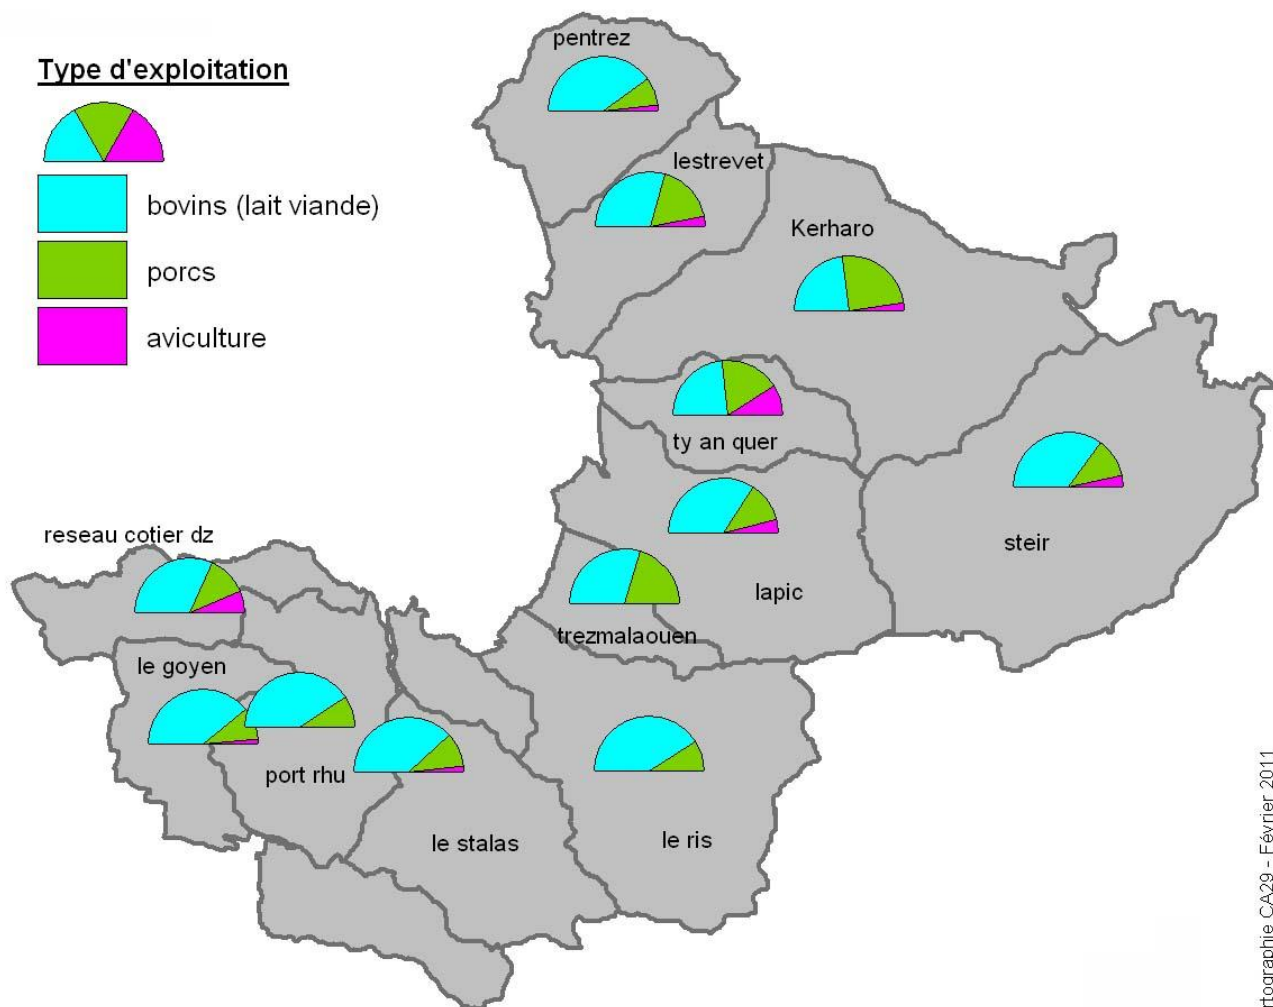 Type d'exploitation
bovins (lait viande)
porcs
aviculture
pentrez
lestrevet
Kerharo
ty an quer
steir
lapic
trezmalaouen
reseau cotier dz
le goyen
port rhu
le stalas
le ris
rtographie CA29 - Février 2011